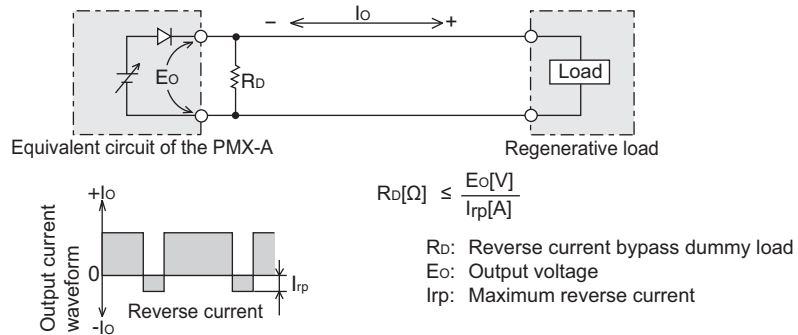 − IO +
EO
RD
Load
Equivalent circuit of the PMX-A
Regenerative load
RD[Ω] ≤ EO[V]
Irp[A]
+IO
0
-IO
Output current
waveform
Irp
Reverse current
RD: Reverse current bypass dummy load
EO: Output voltage
Irp: Maximum reverse current